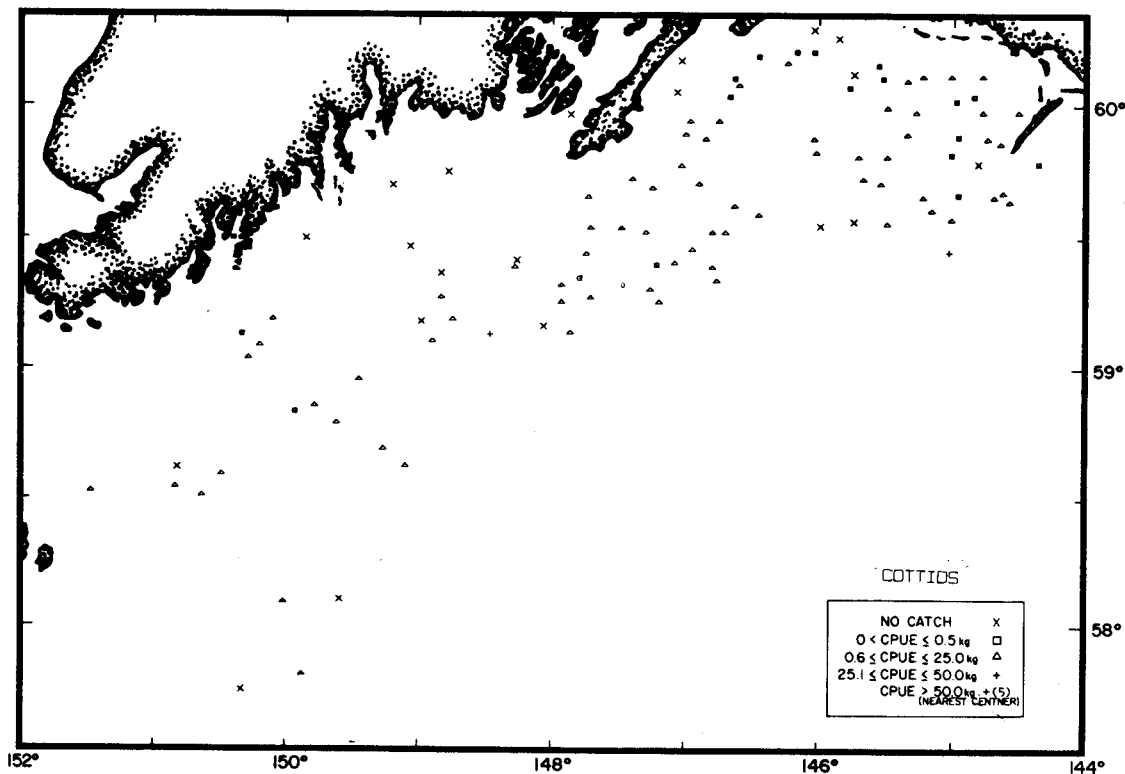 60°
59°
COTTIDS
NO CATCH ×
0 < CPUE ≤ 0.5 kg □
0.6 ≤ CPUE ≤ 25.0 kg △
25.1 ≤ CPUE ≤ 50.0 kg +
CPUE > 50.0 kg +(5)
(NEAREST CENTNER)
58°
152° 150° 148° 146° 144°